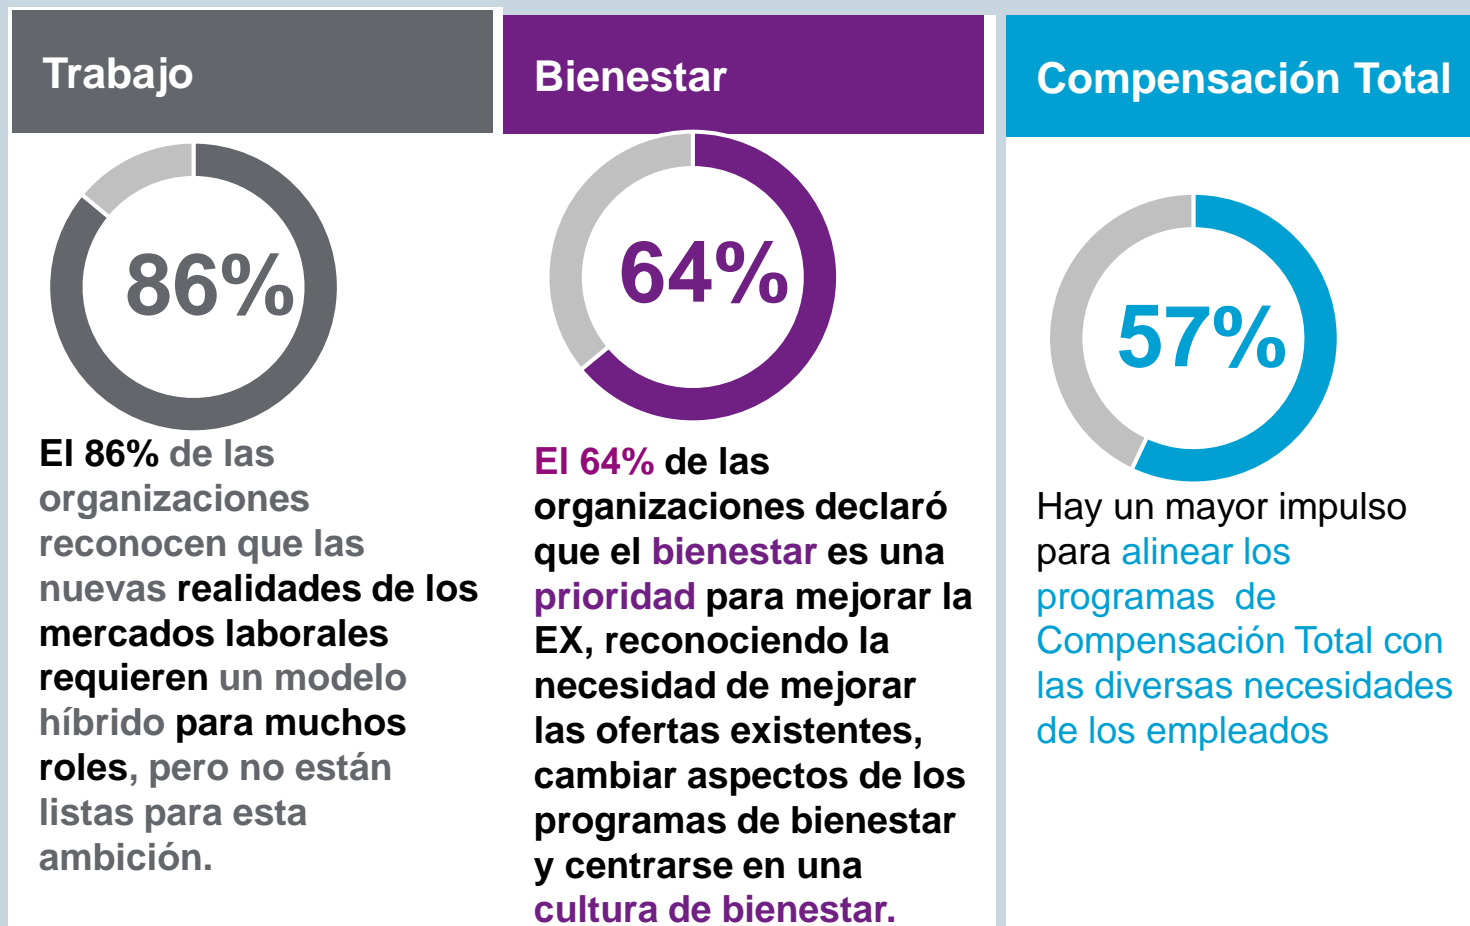 Trabajo
86%
El 86% de las
organizaciones
reconocen que las
nuevas realidades de los
mercados laborales
requieren un modelo
híbrido para muchos
roles, pero no están
listas para esta
ambición.
Bienestar
64%
El 64% de las
organizaciones declaró
que el bienestar es una
prioridad para mejorar la
EX, reconociendo la
necesidad de mejorar
las ofertas existentes,
cambiar aspectos de los
programas de bienestar
y centrarse en una
cultura de bienestar.
Compensación Total
57%
Hay un mayor impulso
para alinear los
programas  de
Compensación Total con
las diversas necesidades
de los empleados